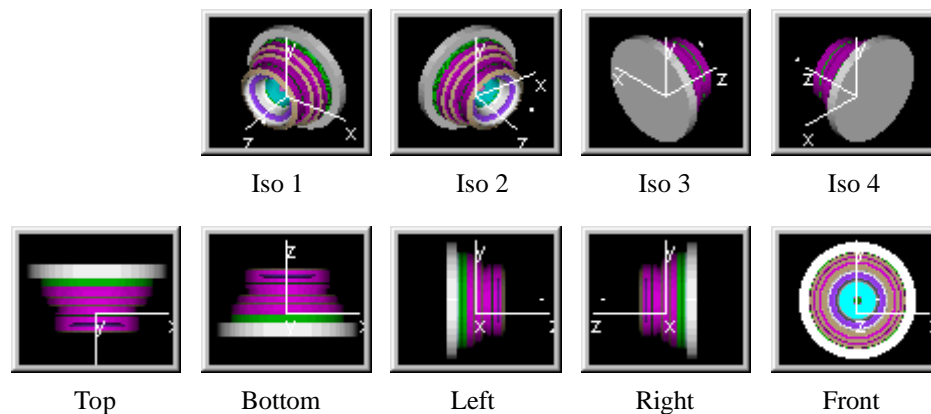 y x z
y x z
y x z
y z x
Iso 1 Iso 2 Iso 3 Iso 4
y x
z y x
y x z
y z x
y z
Top Bottom Left Right Front